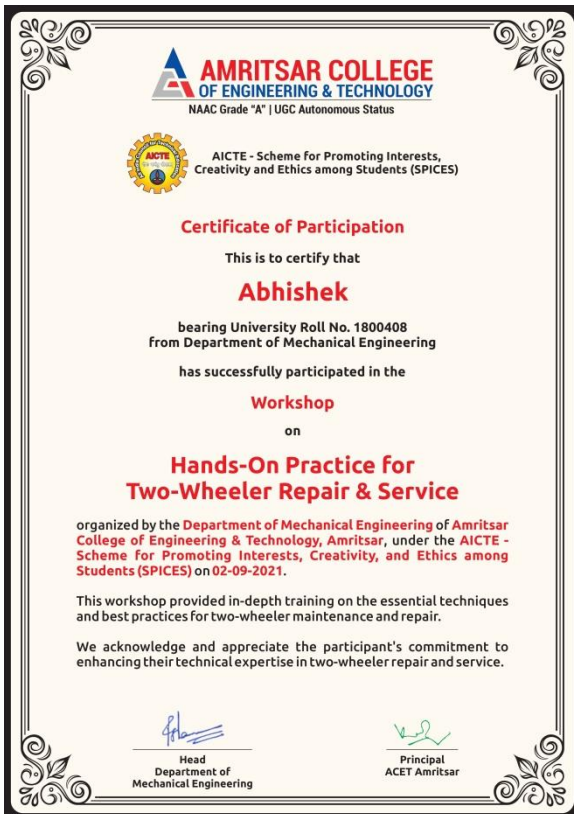 AMRITSAR COLLEGE
OF ENGINEERING & TECHNOLOGY
NAAC Grade "A" | UGC Autonomous Status
AICTE
AICTE - Scheme for Promoting Interests,
Creativity and Ethics among Students (SPICES)
Certificate of Participation
This is to certify that
Abhishek
bearing University Roll No. 1800408
from Department of Mechanical Engineering
has successfully participated in the
Workshop
on
Hands-On Practice for
Two-Wheeler Repair & Service
organized by the Department of Mechanical Engineering of Amritsar
College of Engineering & Technology, Amritsar, under the AICTE -
Scheme for Promoting Interests, Creativity, and Ethics among
Students (SPICES) on 02-09-2021.
This workshop provided in-depth training on the essential techniques
and best practices for two-wheeler maintenance and repair.
We acknowledge and appreciate the participant's commitment to
enhancing their technical expertise in two-wheeler repair and service.
Head
Department of
Mechanical Engineering
Principal
ACET Amritsar